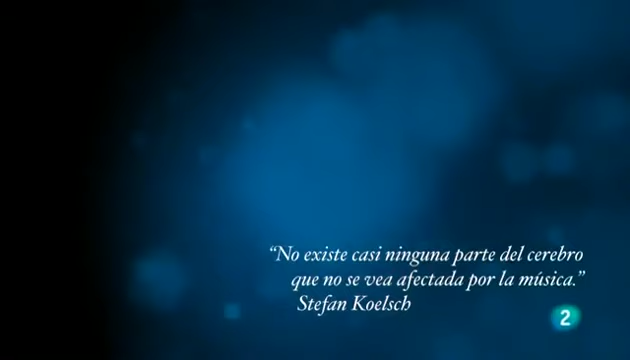 “No existe casi ninguna parte del cerebro
que no se vea afectada por la música.”
Stefan Koelsch
2